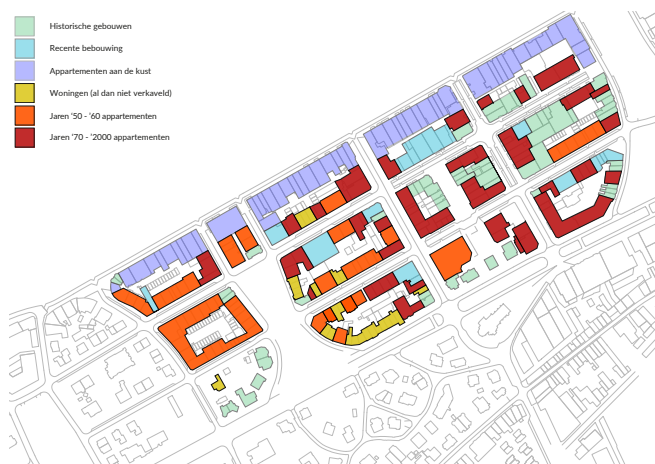 Historische gebouwen
Recente bebouwing
Appartementen aan de kust
Woningen (al dan niet verkaveld)
Jaren '50 - '60 appartementen
Jaren '70 - '2000 appartementen